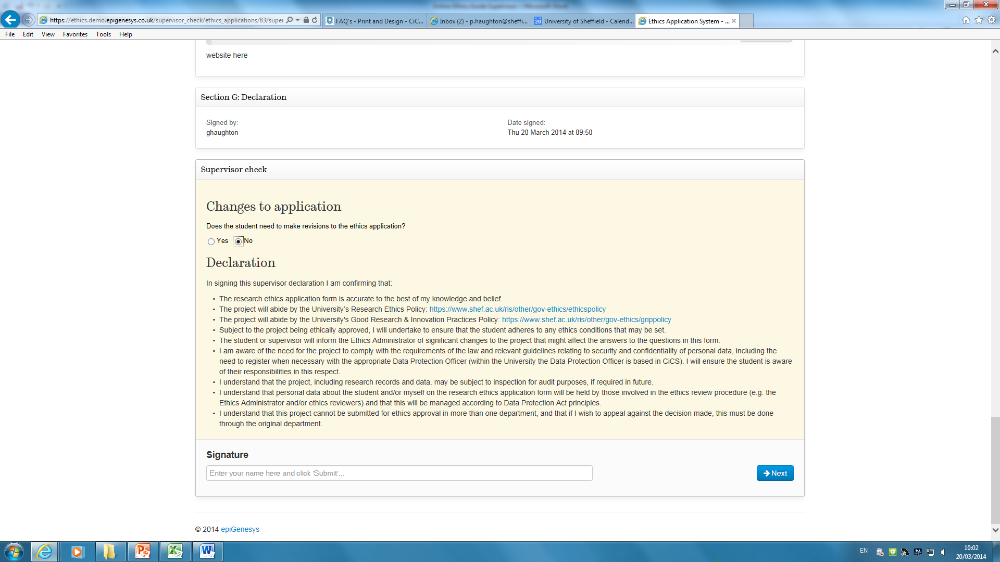 https://ethics.demo.epigenesys.co.uk/supervisor_check/ethics_applications/83/super
FAQ's - Print and Design - CiC...
Inbox (2) - p.haughton@sheffi...
20 University of Sheffield - Calend...
Ethics Application System - ...
File Edit View Favorites Tools Help
website here
Section G: Declaration
Signed by: Date signed:
ghaughton Thu 20 March 2014 at 09:50
Supervisor check
Changes to application
Does the student need to make revisions to the ethics application?
Yes No
Declaration
In signing this supervisor declaration I am confirming that:
• The research ethics application form is accurate to the best of my knowledge and belief.
• The project will abide by the University’s Research Ethics Policy: https://www.shef.ac.uk/ris/other/gov-ethics/ethicspolicy
• The project will abide by the University's Good Research & Innovation Practices Policy: https://www.shef.ac.uk/ris/other/gov-ethics/grippolicy
• Subject to the project being ethically approved, I will undertake to ensure that the student adheres to any ethics conditions that may be set.
• The student or supervisor will inform the Ethics Administrator of significant changes to the project that might affect the answers to the questions in this form.
• I am aware of the need for the project to comply with the requirements of the law and relevant guidelines relating to security and confidentiality of personal data, including the
need to register when necessary with the appropriate Data Protection Officer (within the University the Data Protection Officer is based in CiCS). I will ensure the student is aware
of their responsibilities in this respect.
• I understand that the project, including research records and data, may be subject to inspection for audit purposes, if required in future.
• I understand that personal data about the student and/or myself on the research ethics application form will be held by those involved in the ethics review procedure (e.g. the
Ethics Administrator and/or ethics reviewers) and that this will be managed according to Data Protection Act principles.
• I understand that this project cannot be submitted for ethics approval in more than one department, and that if I wish to appeal against the decision made, this must be done
through the original department.
Signature
Enter your name here and click 'Submit'...
Next
© 2014 epiGenesys
EN
10:02
20/03/2014